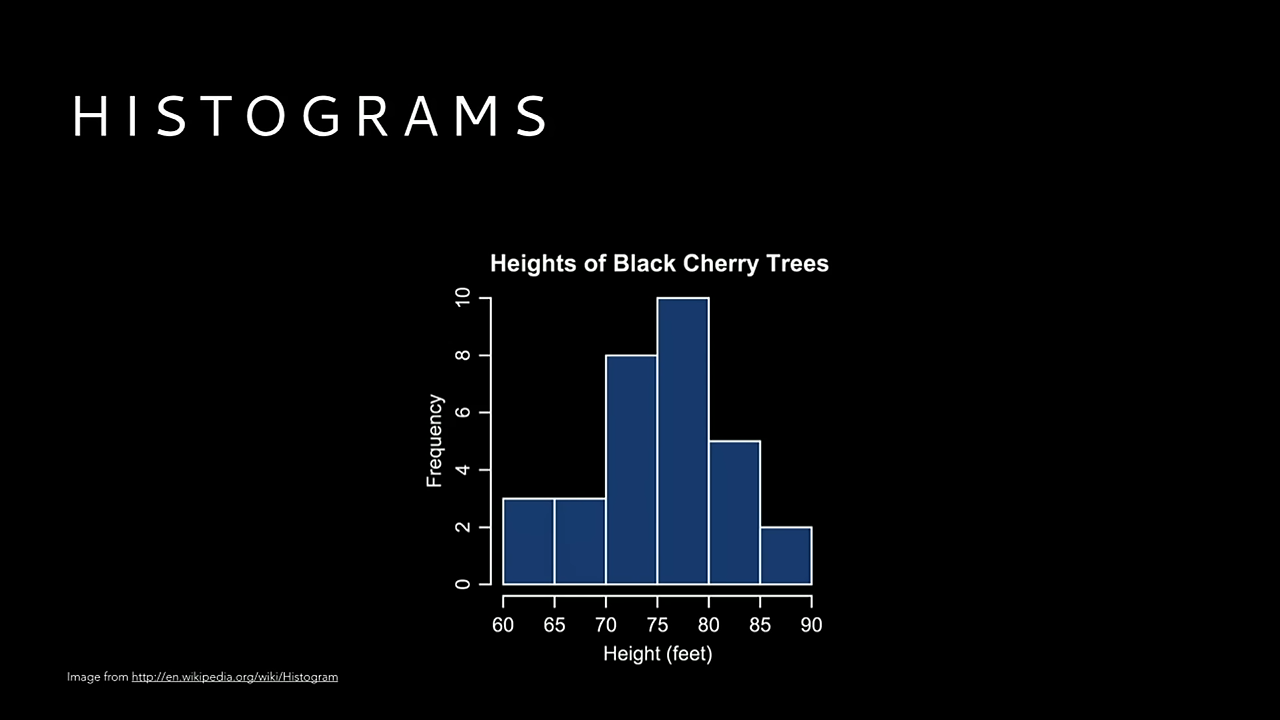 HISTOGRAMS
Heights of Black Cherry Trees
10
8
6
4
2
0
Frequency
60 65 70 75 80 85 90
Height (feet)
Image from http://en.wikipedia.org/wiki/Histogram